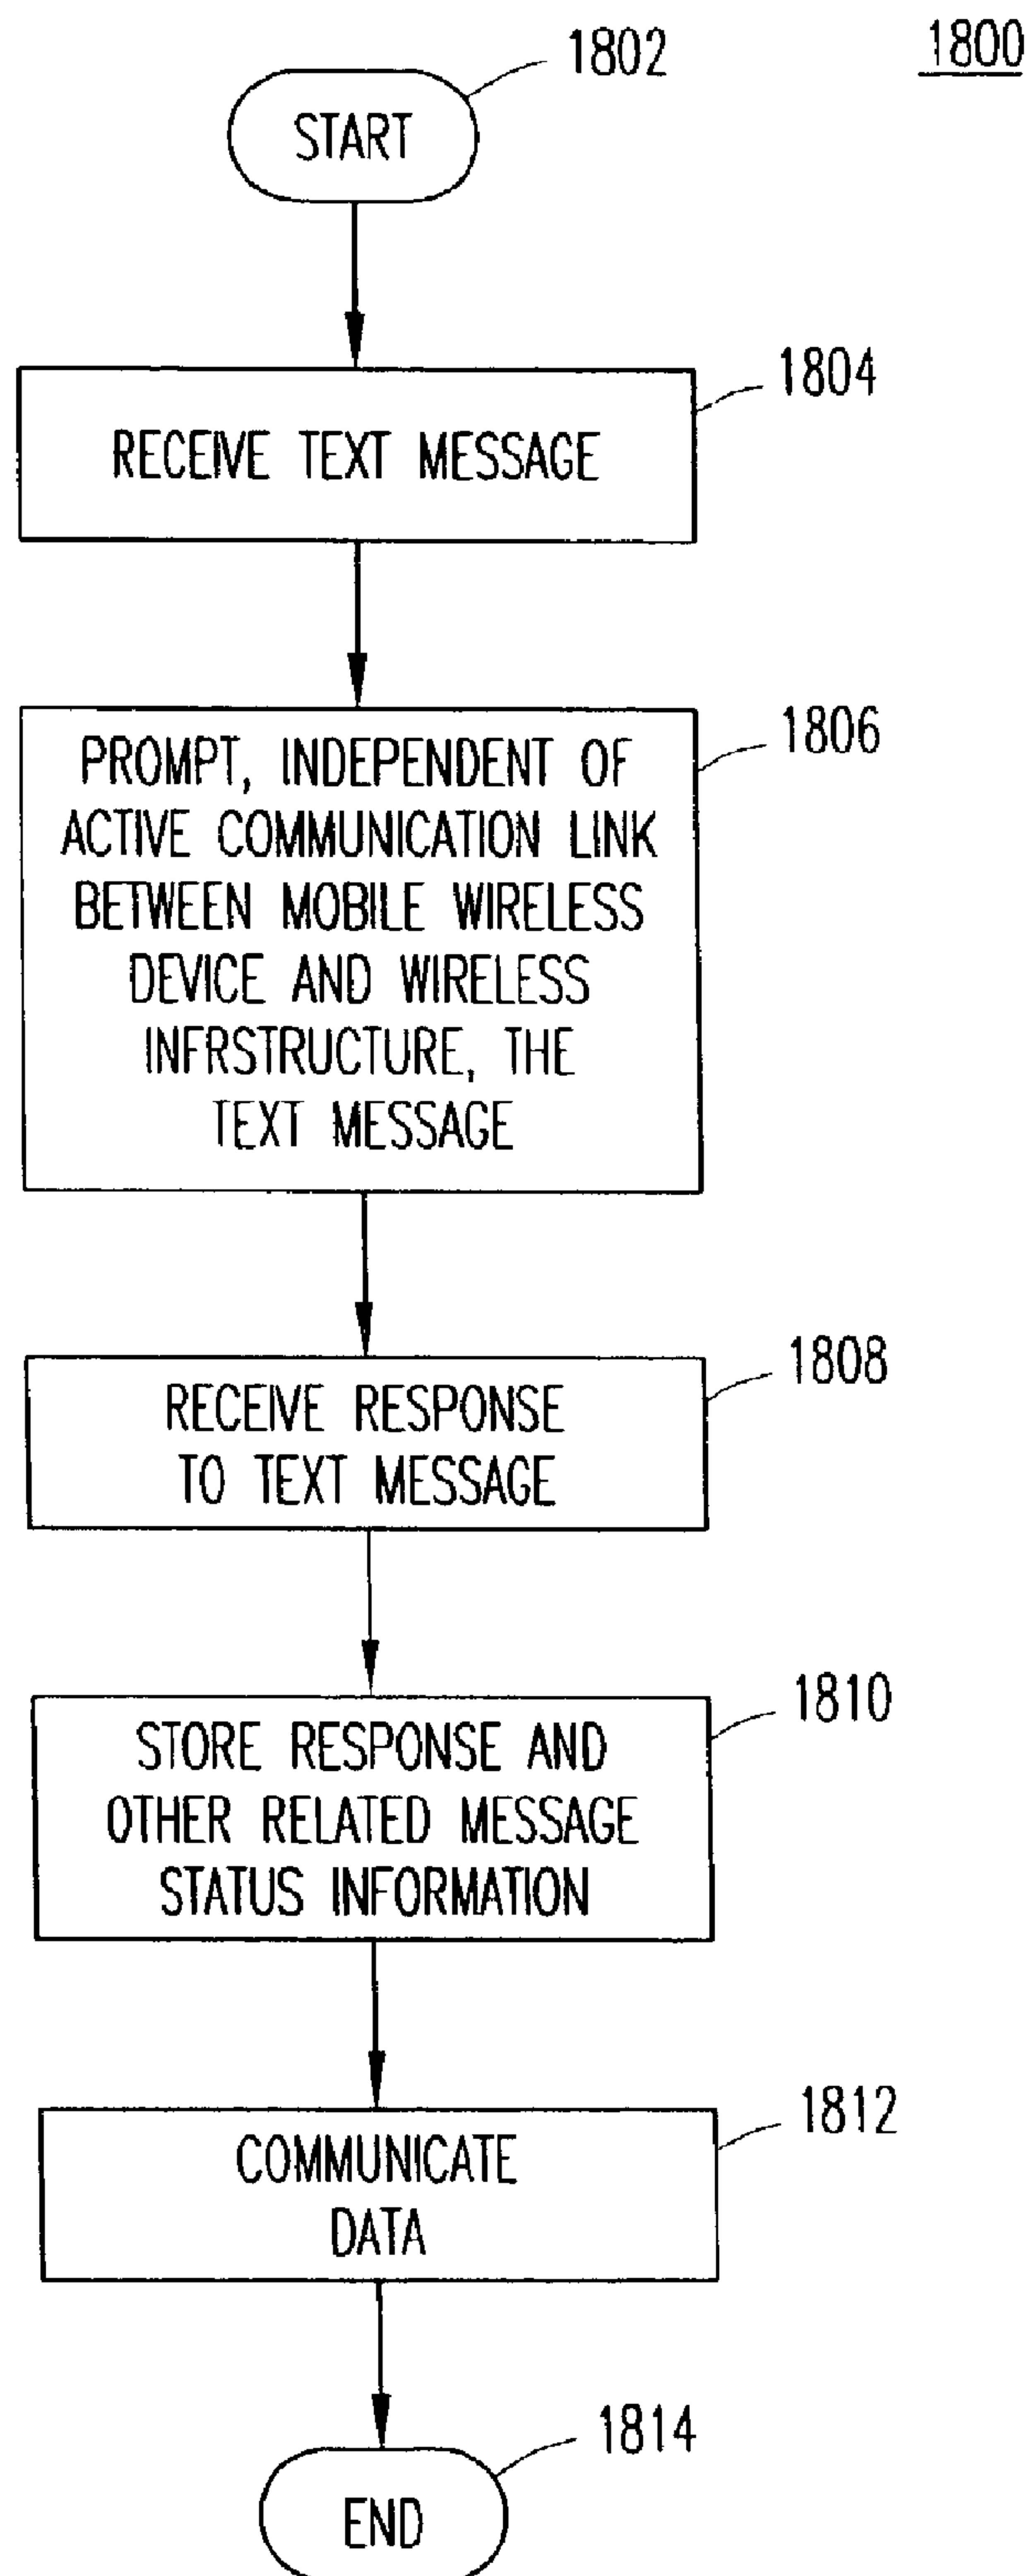 1800
1802
START
1804
RECEIVE TEXT MESSAGE
1806
PROMPT, INDEPENDENT OF
ACTIVE COMMUNICATION LINK
BETWEEN MOBILE WIRELESS
DEVICE AND WIRELESS
INFRSTRUCTURE, THE
TEXT MESSAGE
1808
RECEIVE RESPONSE
TO TEXT MESSAGE
1810
STORE RESPONSE AND
OTHER RELATED MESSAGE
STATUS INFORMATION
1812
COMMUNICATE
DATA
1814
END